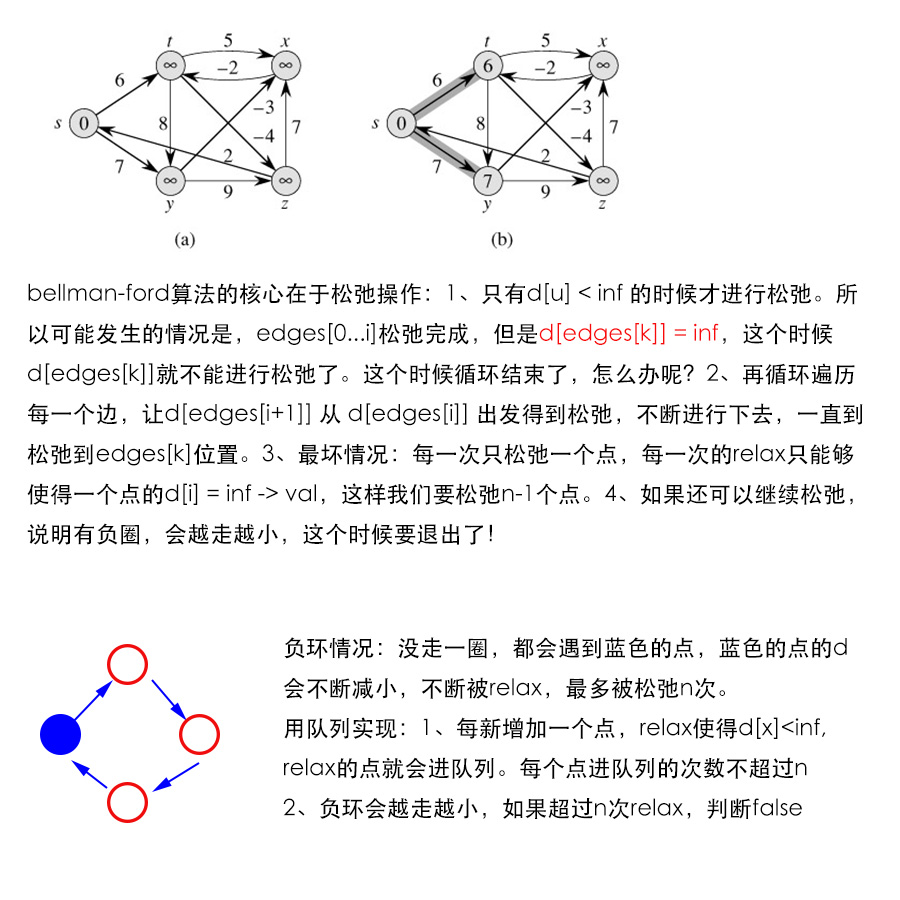 t 5 x
∞ -2 ∞
6
s 0 8 -3
-4 7
7 2
∞ 9 ∞
y z
(a)
t 5 x
6 -2 ∞
6
s 0 8 -3
-4 7
7 2
7 9 ∞
y z
(b)
bellman-ford算法的核心在于松弛操作：1、只有d[u] < inf 的时候才进行松弛。所
以可能发生的情况是，edges[0...i]松弛完成，但是d[edges[k]] = inf，这个时候
d[edges[k]]就不能进行松弛了。这个时候循环结束了，怎么办呢？2、再循环遍历
每一个边，让d[edges[i+1]] 从 d[edges[i]] 出发得到松弛，不断进行下去，一直到
松弛到edges[k]位置。3、最坏情况：每一次只松弛一个点，每一次的relax只能够
使得一个点的d[i] = inf -> val，这样我们要松弛n-1个点。4、如果还可以继续松弛，
说明有负圈，会越走越小，这个时候要退出了！
负环情况：没走一圈，都会遇到蓝色的点，蓝色的点的d
会不断减小，不断被relax，最多被松弛n次。
用队列实现：1、每新增加一个点，relax使得d[x]<inf,
relax的点就会进队列。每个点进队列的次数不超过n
2、负环会越走越小，如果超过n次relax，判断false